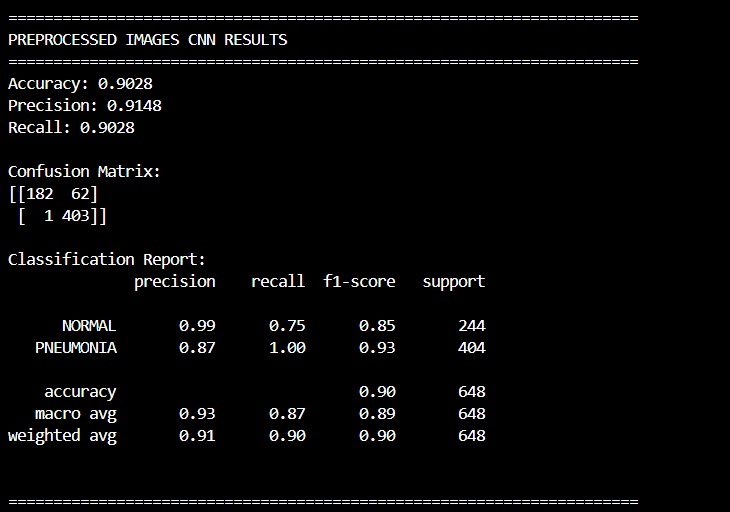 ======================================================================
PREPROCESSED IMAGES CNN RESULTS
======================================================================
Accuracy: 0.9028
Precision: 0.9148
Recall: 0.9028

Confusion Matrix:
[[182  62]
 [  1 403]]

Classification Report:
              precision    recall  f1-score   support

      NORMAL       0.99      0.75      0.85       244
   PNEUMONIA       0.87      1.00      0.93       404

    accuracy                           0.90       648
   macro avg       0.93      0.87      0.89       648
weighted avg       0.91      0.90      0.90       648


======================================================================